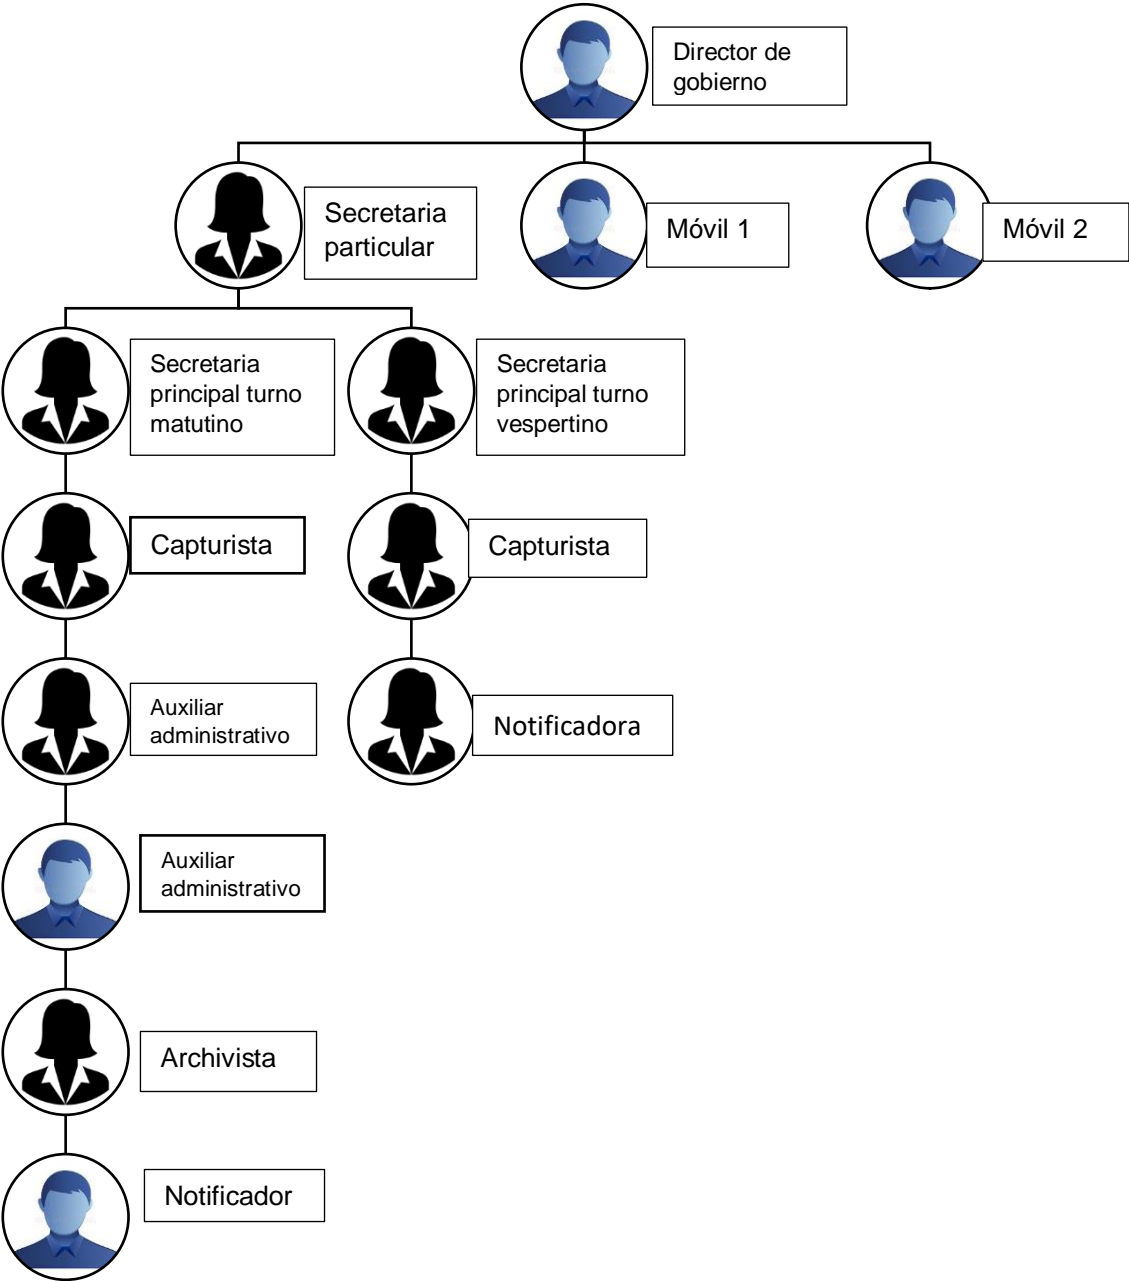 Director de
gobierno
Secretaria
particular
Móvil 1
Móvil 2
Secretaria
principal turno
matutino
Secretaria
principal turno
vespertino
Capturista
Capturista
Auxiliar
administrativo
Notificadora
Auxiliar
administrativo
Archivista
Notificador